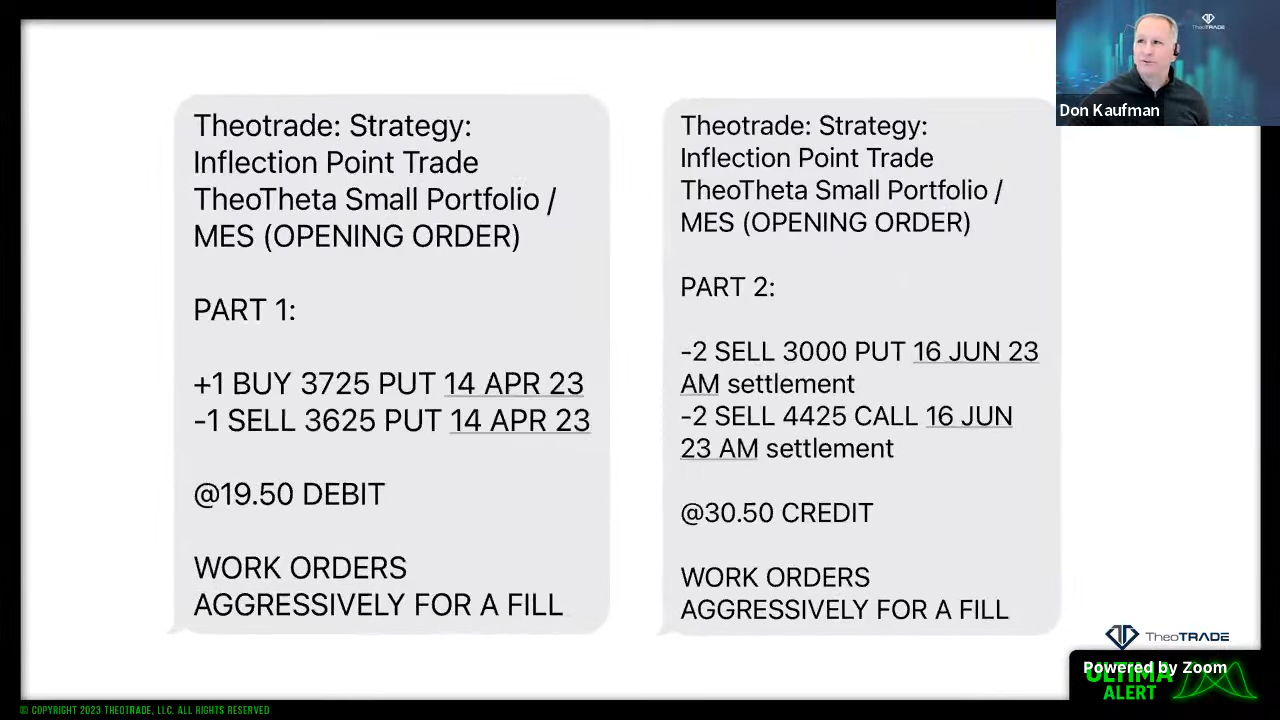 Theotrade: Strategy:
Inflection Point Trade
TheoTheta Small Portfolio /
MES (OPENING ORDER)
PART 1:
+1 BUY 3725 PUT 14 APR 23
-1 SELL 3625 PUT 14 APR 23
@19.50 DEBIT
WORK ORDERS
AGGRESSIVELY FOR A FILL
Theotrade: Strategy:
Inflection Point Trade
TheoTheta Small Portfolio /
MES (OPENING ORDER)
PART 2:
-2 SELL 3000 PUT 16 JUN 23
AM settlement
-2 SELL 4425 CALL 16 JUN
23 AM settlement
@30.50 CREDIT
WORK ORDERS
AGGRESSIVELY FOR A FILL
TheoTRADE
Don Kaufman
TheoTRADE
Powered by Zoom
ULTIMA
ALERT
© COPYRIGHT 2023 THEOTRADE, LLC. ALL RIGHTS RESERVED